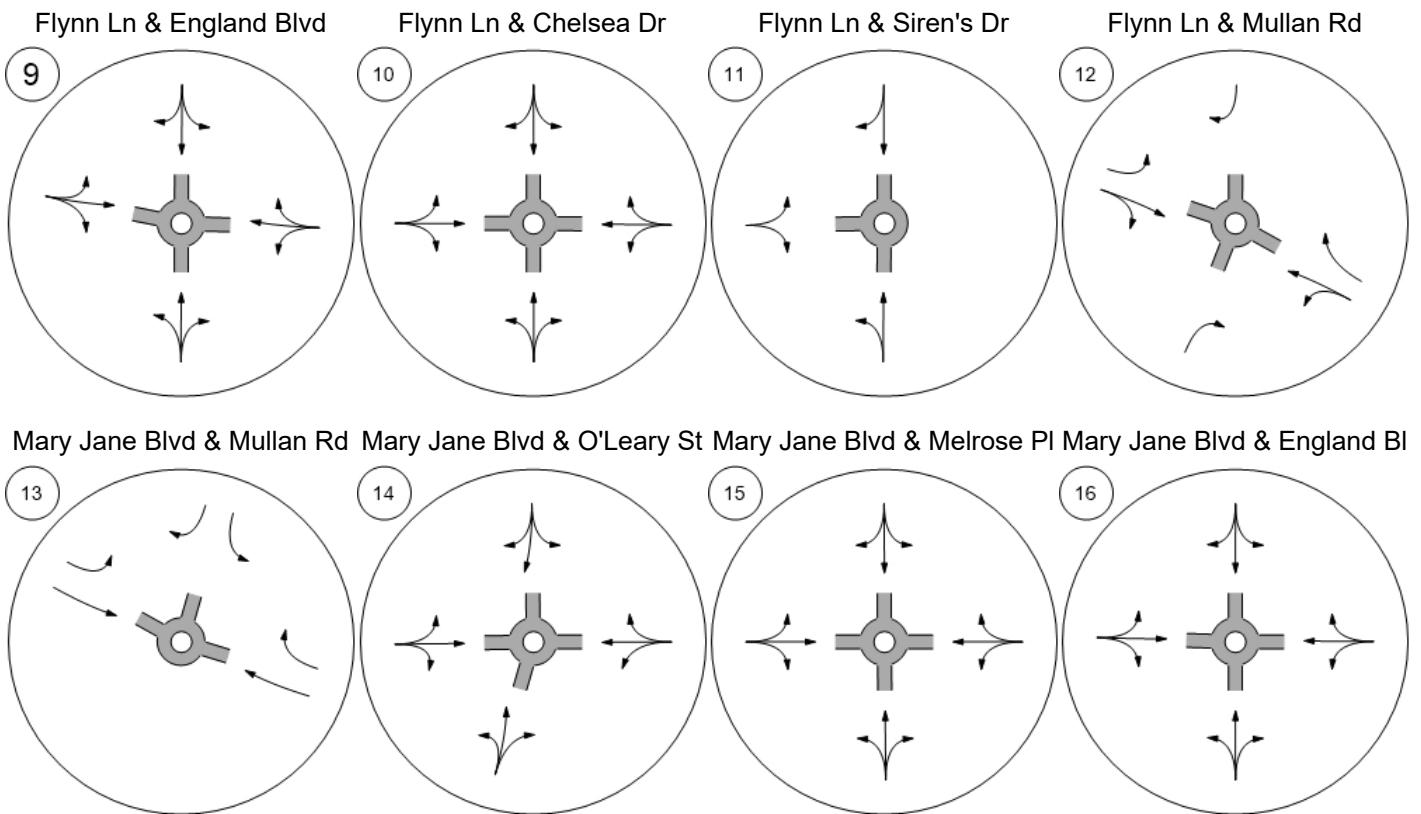 Flynn Ln & England Blvd
Flynn Ln & Chelsea Dr
Flynn Ln & Siren's Dr
Flynn Ln & Mullan Rd
9
10
11
12
Mary Jane Blvd & Mullan Rd
Mary Jane Blvd & O'Leary St
Mary Jane Blvd & Melrose Pl
Mary Jane Blvd & England Bl
13
14
15
16